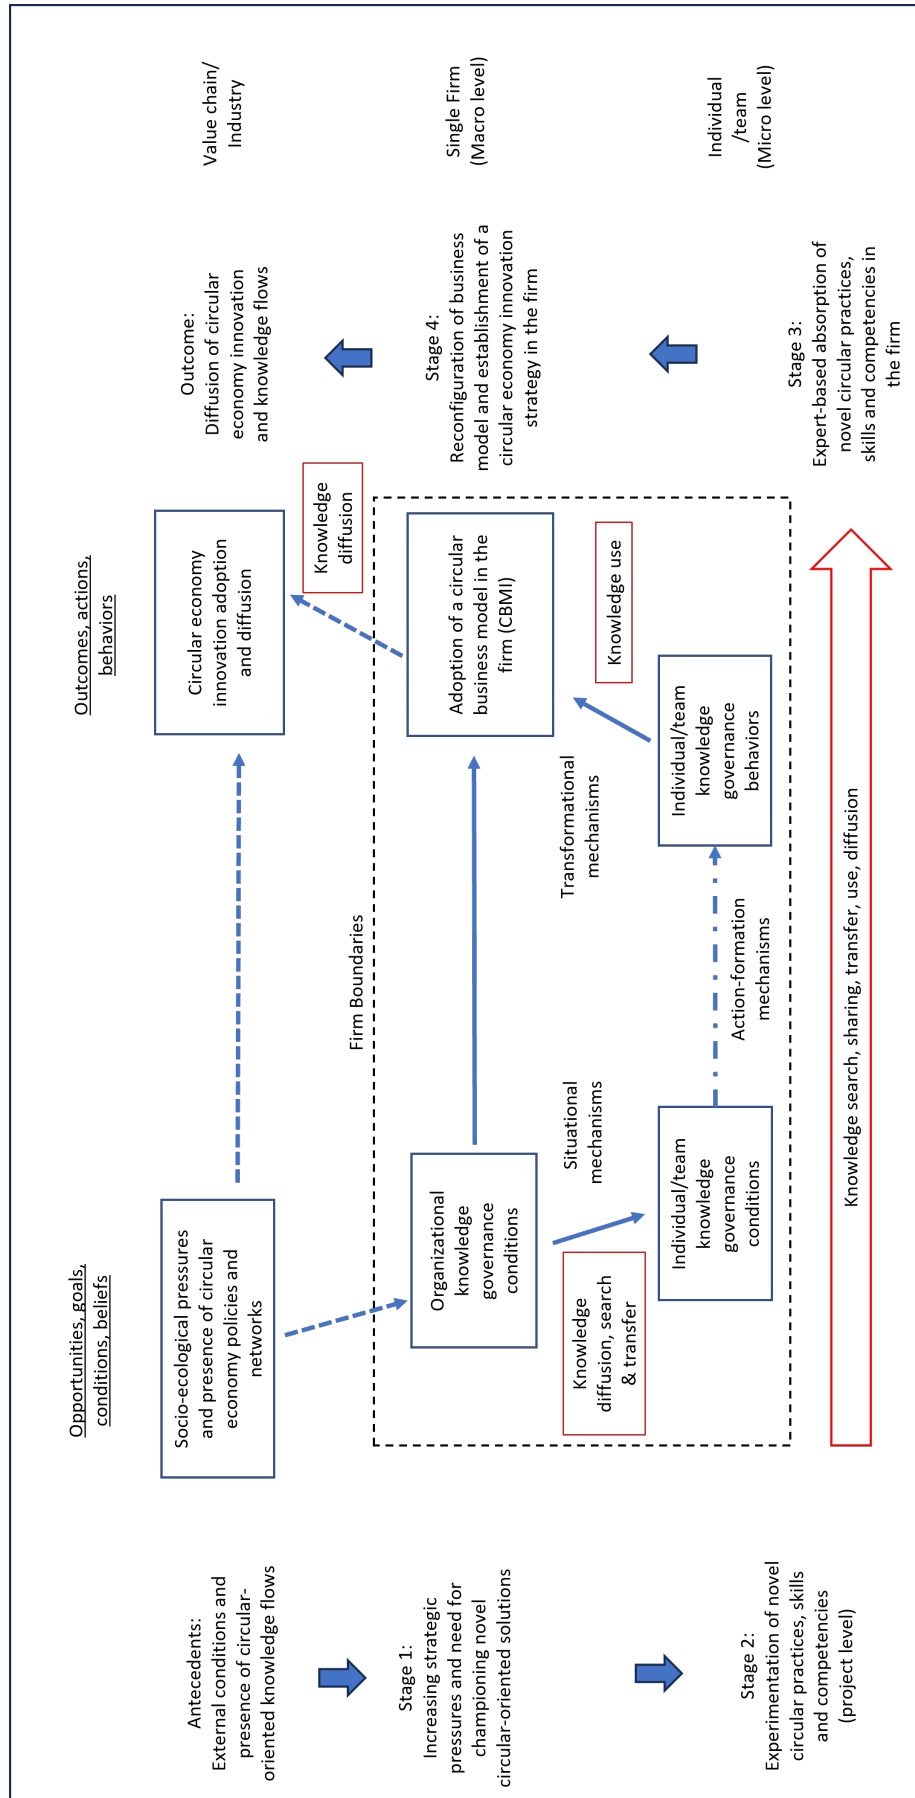 Opportunities, goals,
conditions, beliefs
Outcomes, actions,
behaviors
Antecedents:
External conditions and
presence of circular-
oriented knowledge flows
Socio-ecological pressures
and presence of circular
economy policies and
networks
Circular economy
innovation adoption
and diffusion
Outcome:
Diffusion of circular
economy innovation
and knowledge flows
Value chain/
Industry
Knowledge
diffusion
Firm Boundaries
Stage 1:
Increasing strategic
pressures and need for
championing novel
circular-oriented solutions
Organizational
knowledge
governance
conditions
Adoption of a circular
business model in the
firm (CBMI)
Stage 4:
Reconfiguration of business
model and establishment of a
circular economy innovation
strategy in the firm
Single Firm
(Macro level)
Knowledge
diffusion, search
& transfer
Situational
mechanisms
Transformational
mechanisms
Knowledge use
Individual/team
knowledge
governance
conditions
Action-formation
mechanisms
Individual/team
knowledge
governance
behaviors
Individual
/team
(Micro level)
Stage 2:
Experimentation of novel
circular practices, skills
and competencies
(project level)
Stage 3:
Expert-based absorption of
novel circular practices,
skills and competencies in
the firm
Knowledge search, sharing, transfer, use, diffusion